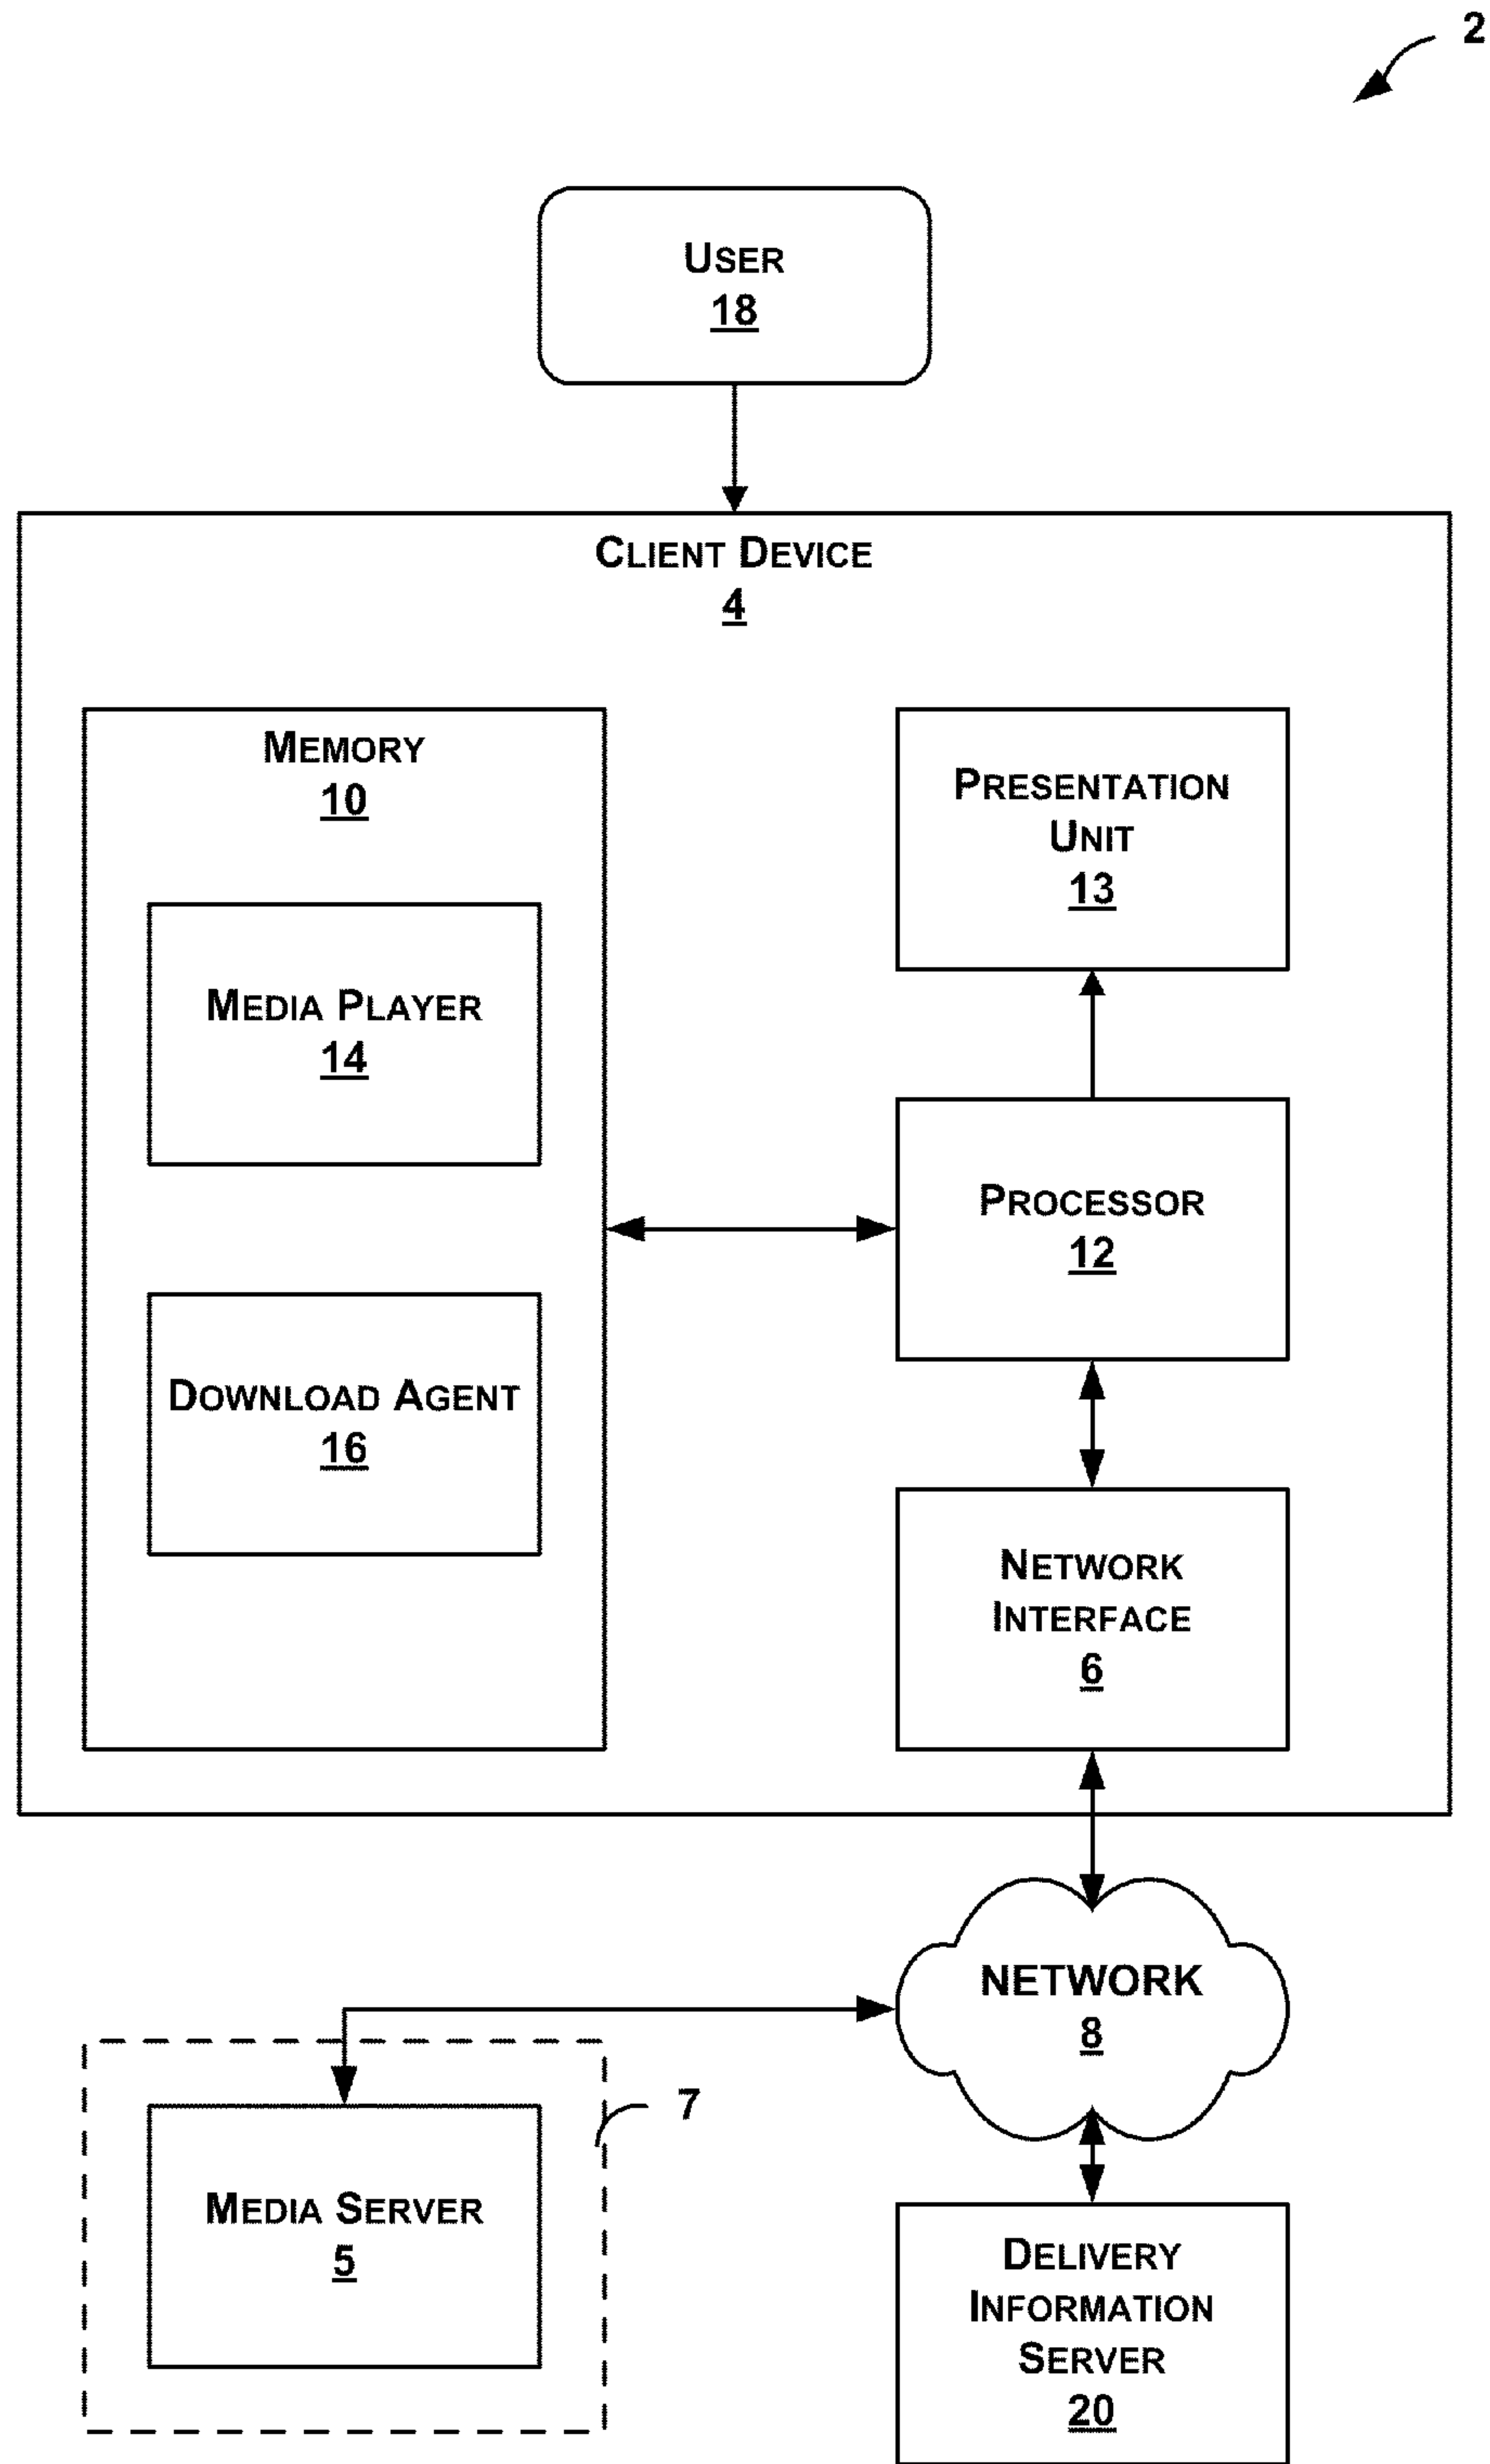 2
USER
18
CLIENT DEVICE
4
MEMORY
10
MEDIA PLAYER
14
DOWNLOAD AGENT
16
PRESENTATION
UNIT
13
PROCESSOR
12
NETWORK
INTERFACE
6
NETWORK
8
7
MEDIA SERVER
5
DELIVERY
INFORMATION
SERVER
20